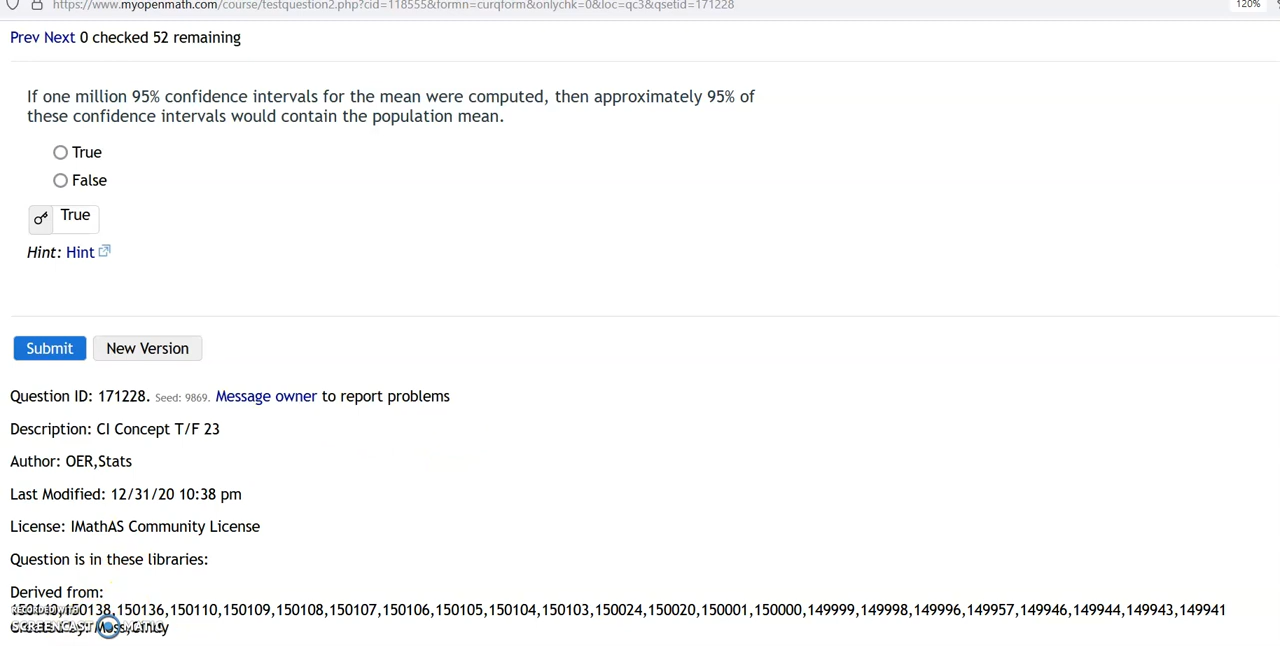 https://www.myopenmath.com/course/testquestion2.php?cid=118555&formn=curqform&onlychk=0&loc=qc3&qsetid=171228
120%
Prev Next 0 checked 52 remaining
If one million 95% confidence intervals for the mean were computed, then approximately 95% of
these confidence intervals would contain the population mean.
True
False
True
Hint: Hint
Submit New Version
Question ID: 171228. Seed: 9869. Message owner to report problems
Description: CI Concept T/F 23
Author: OER,Stats
Last Modified: 12/31/20 10:38 pm
License: IMathAS Community License
Question is in these libraries:
Derived from:
,150138,150136,150110,150109,150108,150107,150106,150105,150104,150103,150024,150020,150001,150000,149999,149998,149996,149957,149946,149944,149943,149941
RECORDED WITH
SCREENCAST MATIC